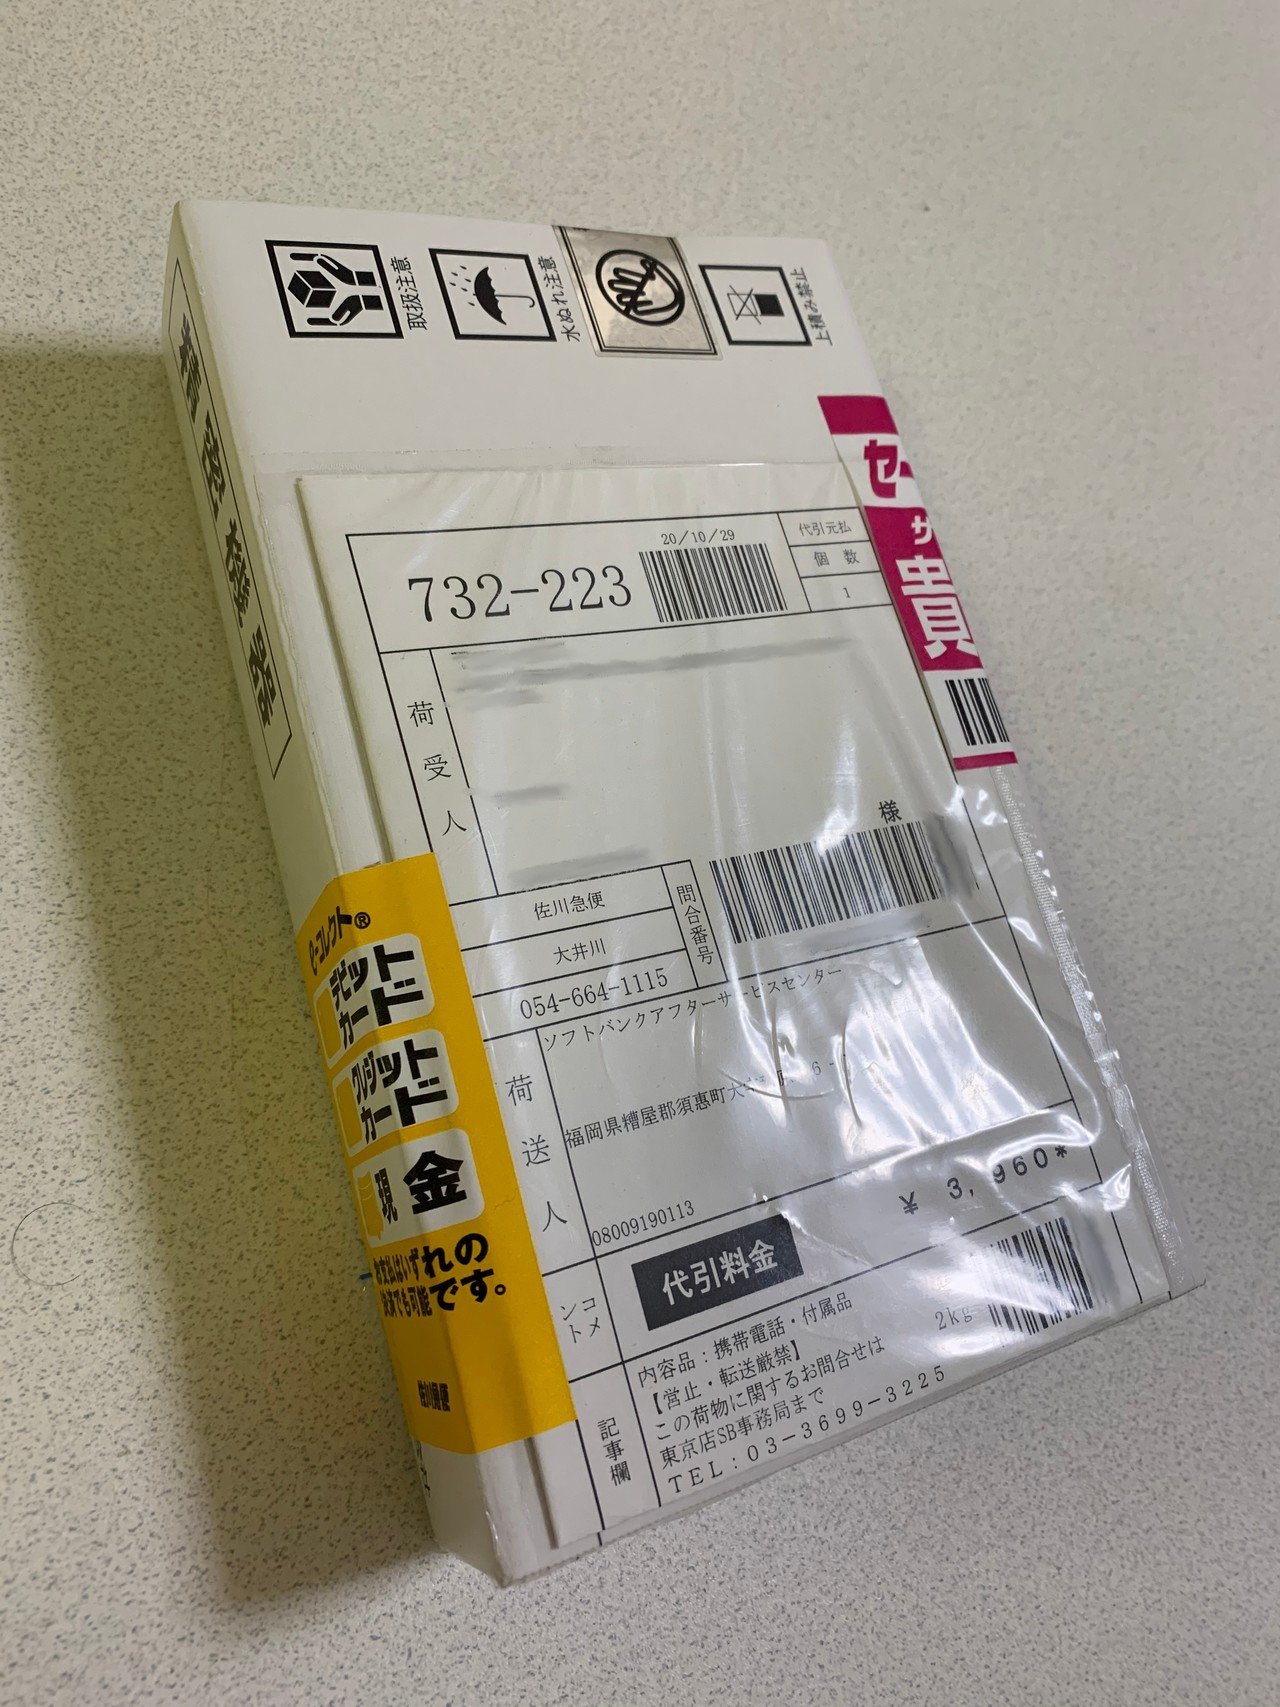 取扱注意
水ぬれ注意
上積み禁止
精密機器
セ
サ
貴
20/10/29
732-223
代引元払
個 数
1
荷受人
様
佐川急便
大井川
054-664-1115
問合番号
荷送人
ソフトバンクアフターサービスセンター
福岡県糟屋郡須惠町大
08009190113
¥ 3,960*
コメント
代引料金
2kg
記事欄
内容品:携帯電話・付属品
【営止・転送厳禁】
この荷物に関するお問合せは
東京店SB事務局まで
TEL:03-3699-3225
e-コレクト®
デビット
カード
クレジット
カード
現金
お支払はいずれの
決済でも可能です。
佐川急便